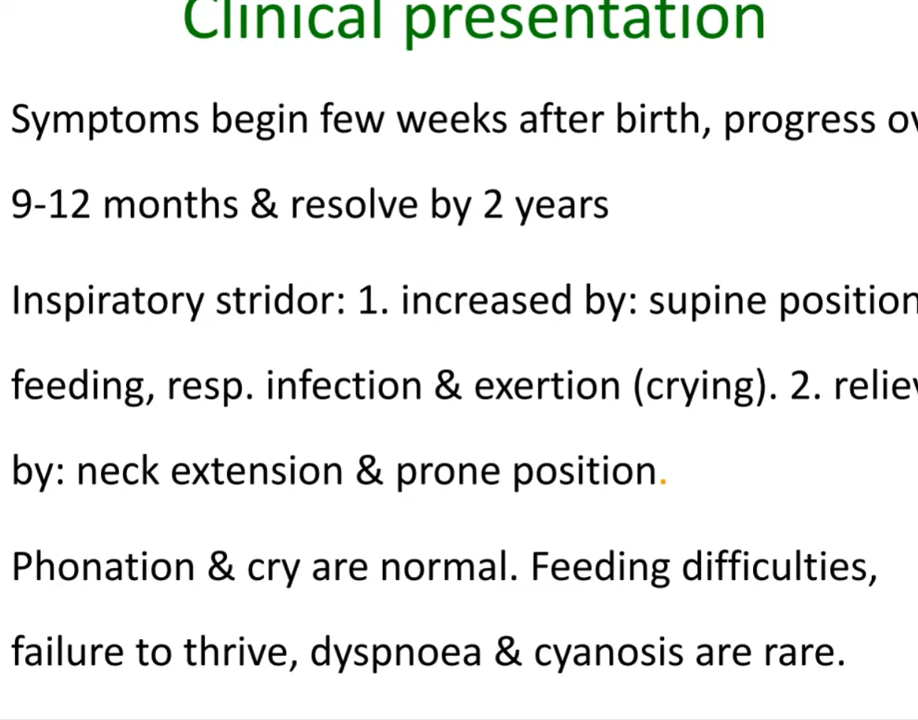 Clinical presentation
Symptoms begin few weeks after birth, progress
9-12 months & resolve by 2 years
Inspiratory stridor: 1. increased by: supine position
feeding, resp. infection & exertion (crying). 2.
by: neck extension & prone position.
Phonation & cry are normal. Feeding difficulties,
failure to thrive, dyspnoea & cyanosis are rare.